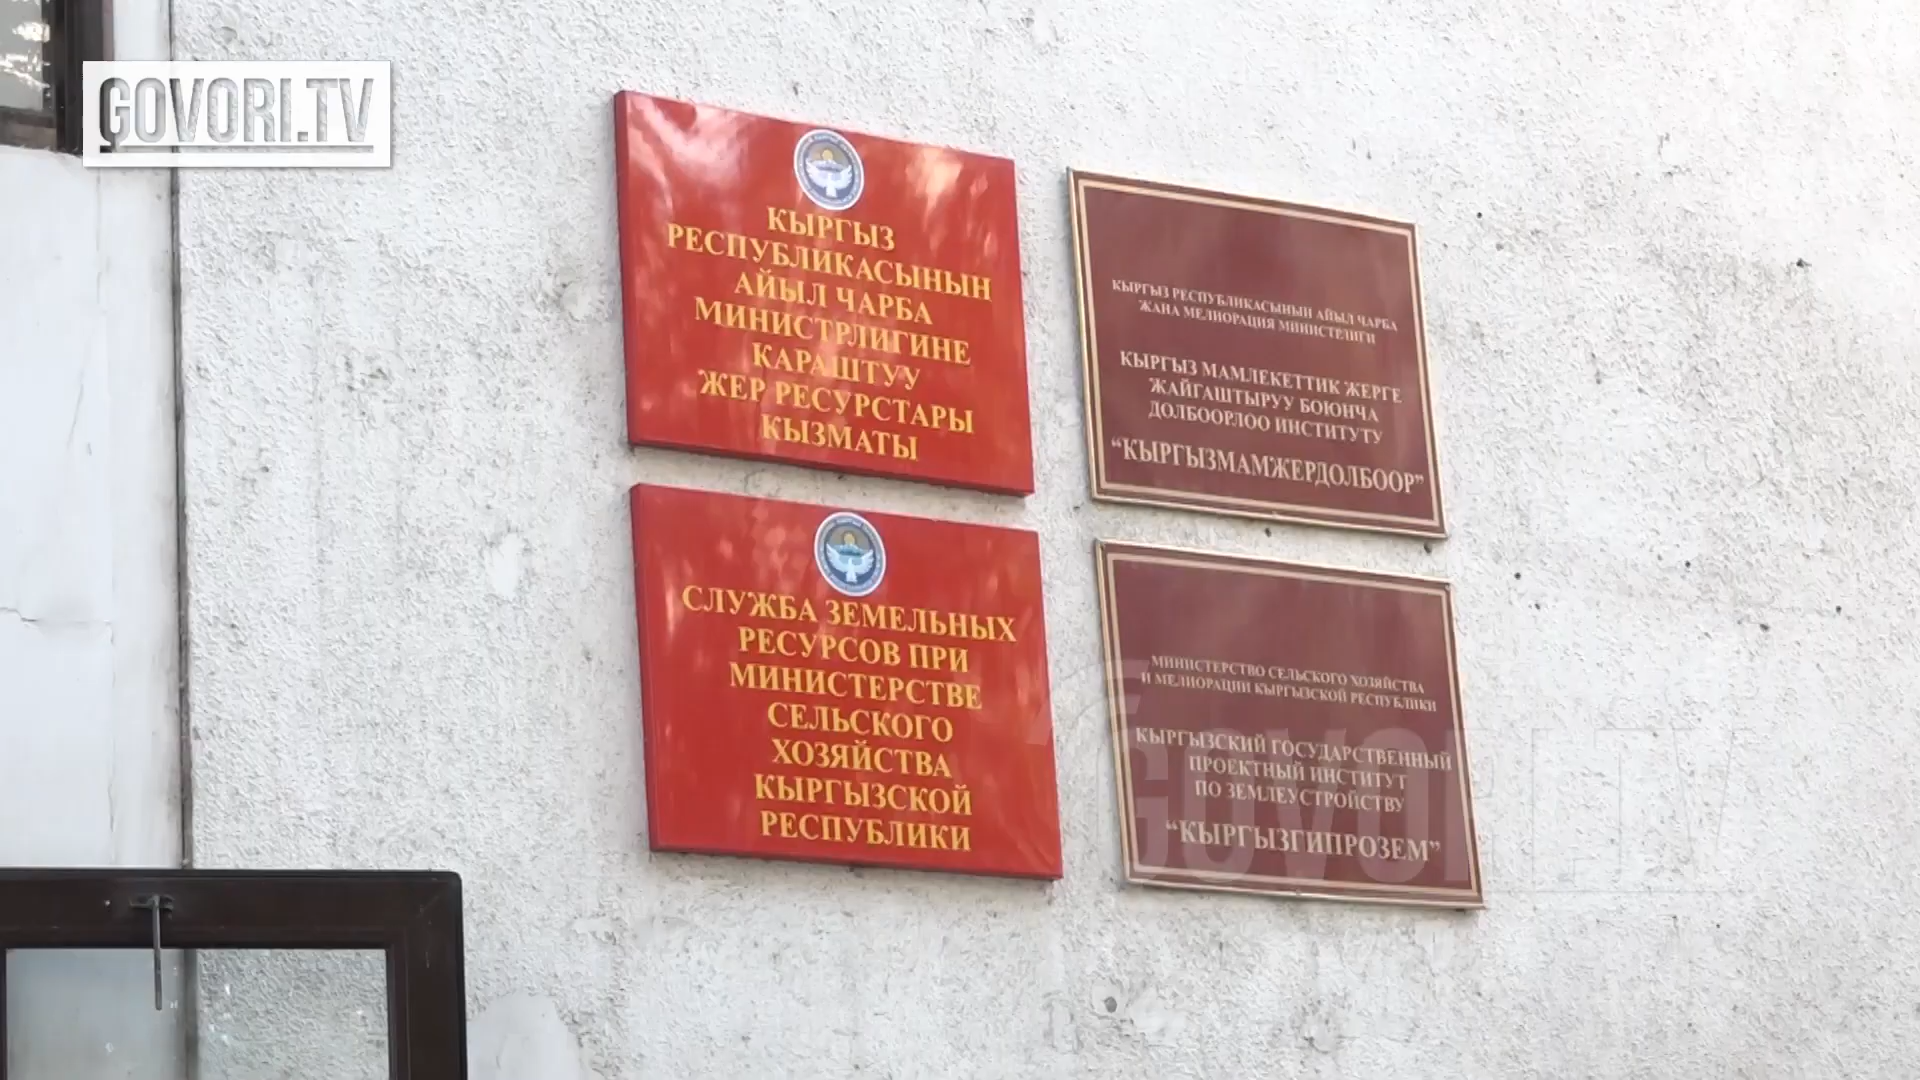 GOVORI.TV
КЫРГЫЗ
РЕСПУБЛИКАСЫНЫН
АЙЫЛ ЧАРБА
МИНИСТРЛИГИНЕ
КАРАШТУУ
ЖЕР РЕСУРСТАРЫ
КЫЗМАТЫ
КЫРГЫЗ РЕСПУБЛИКАСЫНЫН АЙЫЛ ЧАРБА
ЖАНА МЕЛИОРАЦИЯ МИНИСТЕЛИГИ
КЫРГЫЗ МАМЛЕКЕТТИК ЖЕРГЕ
ЖАЙГАШТЫРУУ БОЮНЧА
ДОЛБООРЛОО ИНСТИТУТУ
“КЫРГЫЗМАМЖЕРДОЛБООР”
СЛУЖБА ЗЕМЕЛЬНЫХ
РЕСУРСОВ ПРИ
МИНИСТЕРСТВЕ
СЕЛЬСКОГО
ХОЗЯЙСТВА
КЫРГЫЗСКОЙ
РЕСПУБЛИКИ
МИНИСТЕРСТВО СЕЛЬСКОГО ХОЗЯЙСТВА
И МЕЛИОРАЦИИ КЫРГЫЗСКОЙ РЕСПУБЛИКИ
КЫРГЫЗСКИЙ ГОСУДАРСТВЕННЫЙ
ПРОЕКТНЫЙ ИНСТИТУТ
ПО ЗЕМЛЕУСТРОЙСТВУ
“КЫРГЫЗГИПРОЗЕМ”
GOVORI.TV